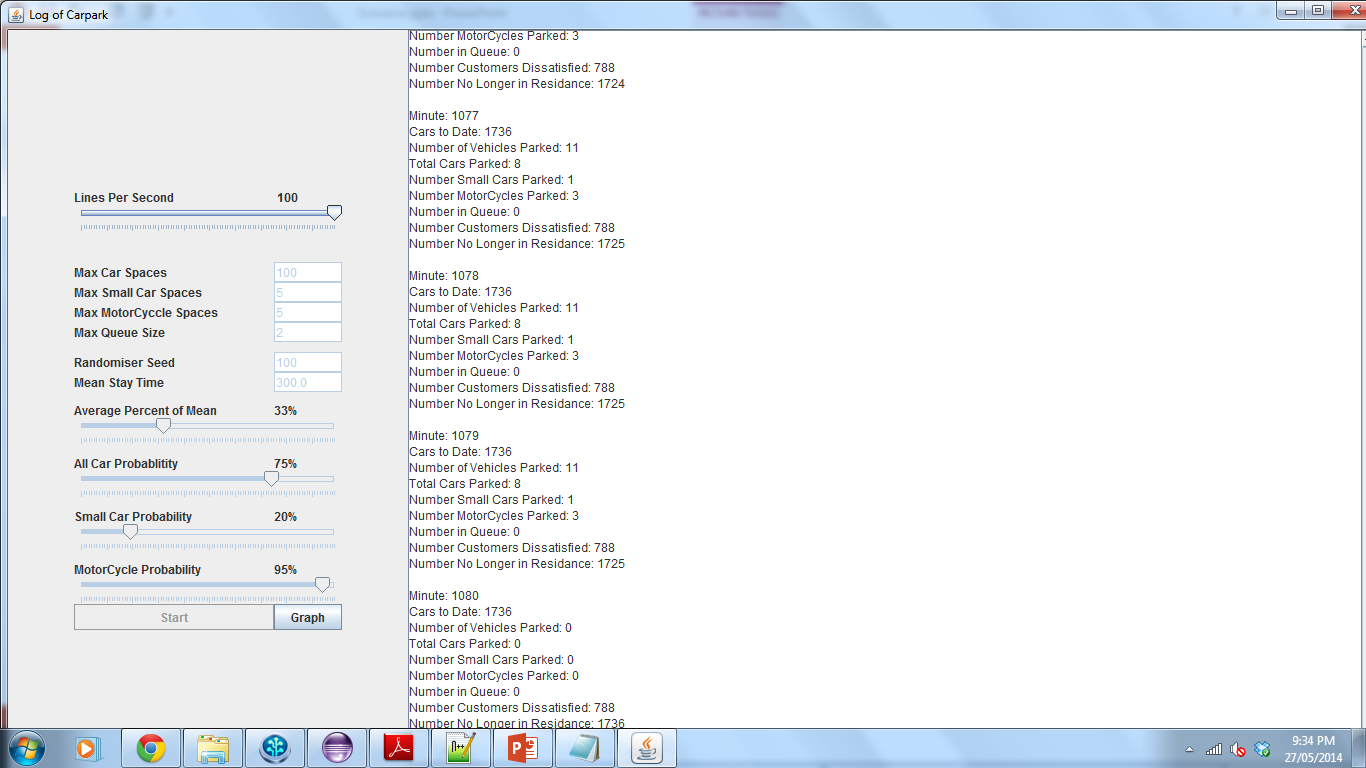 Log of Carpark
Lines Per Second 100
Max Car Spaces 100
Max Small Car Spaces 5
Max MotorCyccle Spaces 5
Max Queue Size 2
Randomiser Seed 100
Mean Stay Time 300.0
Average Percent of Mean 33%
All Car Probablitity 75%
Small Car Probability 20%
MotorCycle Probability 95%
Start Graph
Number MotorCycles Parked: 3
Number in Queue: 0
Number Customers Dissatisfied: 788
Number No Longer in Residance: 1724
Minute: 1077
Cars to Date: 1736
Number of Vehicles Parked: 11
Total Cars Parked: 8
Number Small Cars Parked: 1
Number MotorCycles Parked: 3
Number in Queue: 0
Number Customers Dissatisfied: 788
Number No Longer in Residance: 1725
Minute: 1078
Cars to Date: 1736
Number of Vehicles Parked: 11
Total Cars Parked: 8
Number Small Cars Parked: 1
Number MotorCycles Parked: 3
Number in Queue: 0
Number Customers Dissatisfied: 788
Number No Longer in Residance: 1725
Minute: 1079
Cars to Date: 1736
Number of Vehicles Parked: 11
Total Cars Parked: 8
Number Small Cars Parked: 1
Number MotorCycles Parked: 3
Number in Queue: 0
Number Customers Dissatisfied: 788
Number No Longer in Residance: 1725
Minute: 1080
Cars to Date: 1736
Number of Vehicles Parked: 0
Total Cars Parked: 0
Number Small Cars Parked: 0
Number MotorCycles Parked: 0
Number in Queue: 0
Number Customers Dissatisfied: 788
Number No Longer in Residance: 1736
9:34 PM
27/05/2014